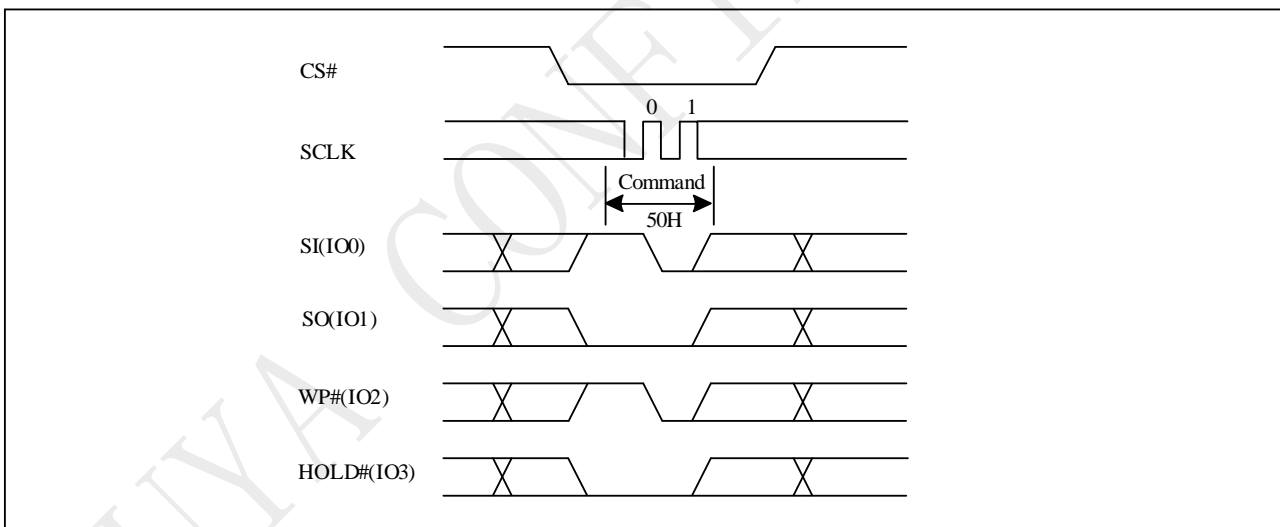 CS#
0 1
SCLK
Command
50H
SI(IO0)
SO(IO1)
WP#(IO2)
HOLD#(IO3)